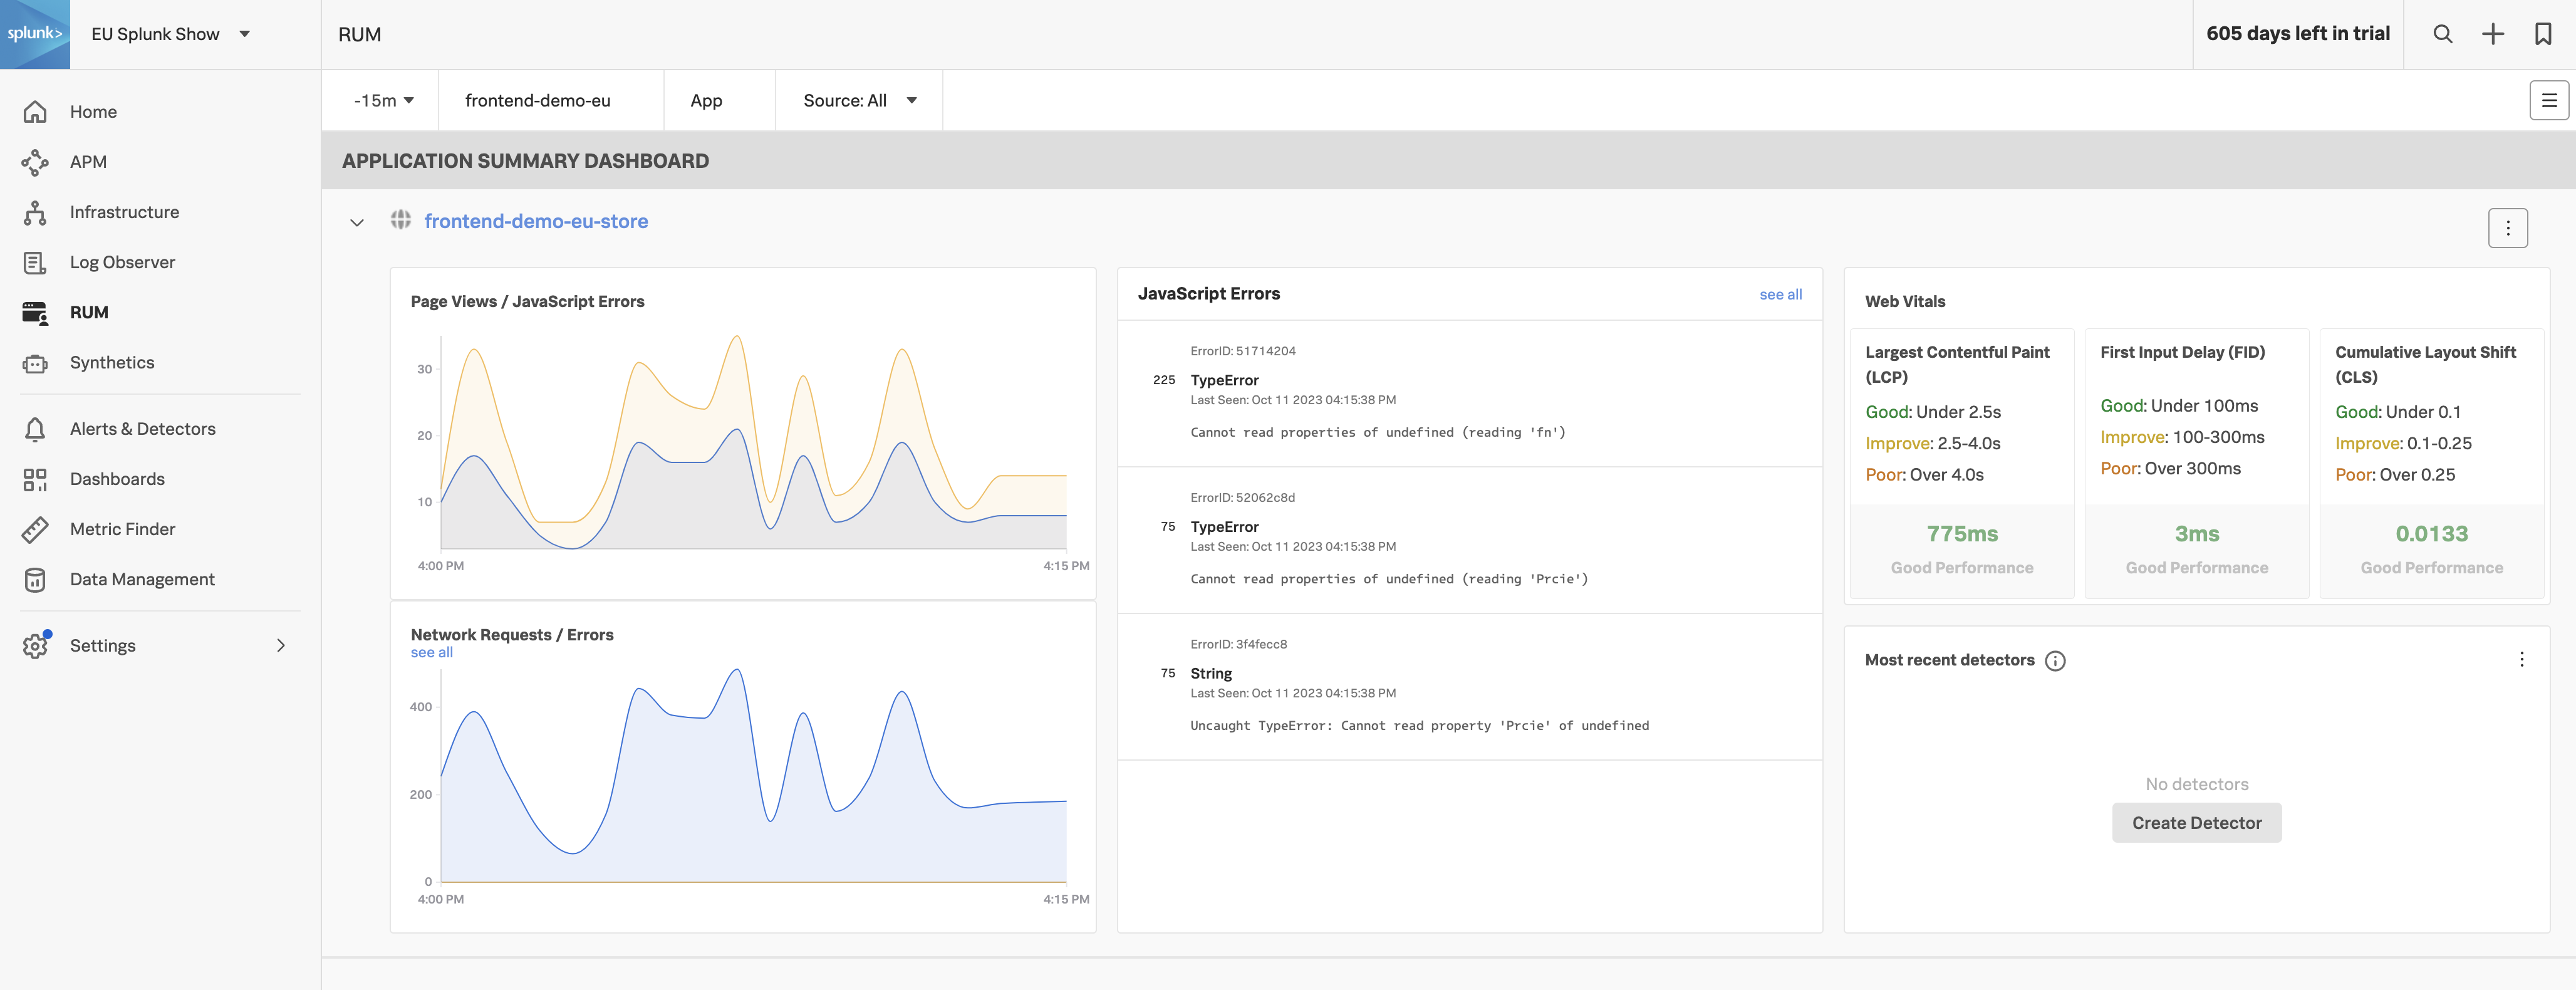 splunk>
EU Splunk Show
RUM
605 days left in trial
Home
APM
Infrastructure
Log Observer
RUM
Synthetics
Alerts & Detectors
Dashboards
Metric Finder
Data Management
Settings
-15m
frontend-demo-eu
App
Source: All
APPLICATION SUMMARY DASHBOARD
frontend-demo-eu-store
Page Views / JavaScript Errors
30
20
10
4:00 PM
4:15 PM
Network Requests / Errors
see all
400
200
0
4:00 PM
4:15 PM
JavaScript Errors
see all
ErrorID: 51714204
225
TypeError
Last Seen: Oct 11 2023 04:15:38 PM
Cannot read properties of undefined (reading 'fn')
ErrorID: 52062c8d
75
TypeError
Last Seen: Oct 11 2023 04:15:38 PM
Cannot read properties of undefined (reading 'Prcie')
ErrorID: 3f4fecc8
75
String
Last Seen: Oct 11 2023 04:15:38 PM
Uncaught TypeError: Cannot read property 'Prcie' of undefined
Web Vitals
Largest Contentful Paint
(LCP)
Good: Under 2.5s
Improve: 2.5-4.0s
Poor: Over 4.0s
775ms
Good Performance
First Input Delay (FID)
Good: Under 100ms
Improve: 100-300ms
Poor: Over 300ms
3ms
Good Performance
Cumulative Layout Shift
(CLS)
Good: Under 0.1
Improve: 0.1-0.25
Poor: Over 0.25
0.0133
Good Performance
Most recent detectors
No detectors
Create Detector